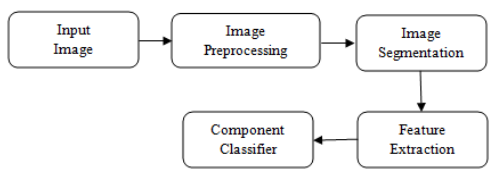 Input
Image
Image
Preprocessing
Image
Segmentation
Feature
Extraction
Component
Classifier